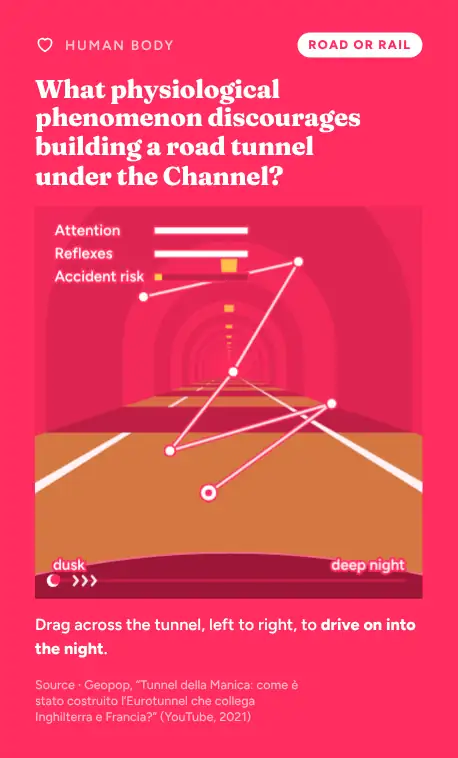 HUMAN BODY
ROAD OR RAIL
What physiological
phenomenon discourages
building a road tunnel
under the Channel?
Attention
Reflexes
Accident risk
dusk
deep night
Drag across the tunnel, left to right, to drive on into
the night.
Source · Geopop, “Tunnel della Manica: come è
stato costruito l'Eurotunnel che collega
Inghilterra e Francia?” (YouTube, 2021)